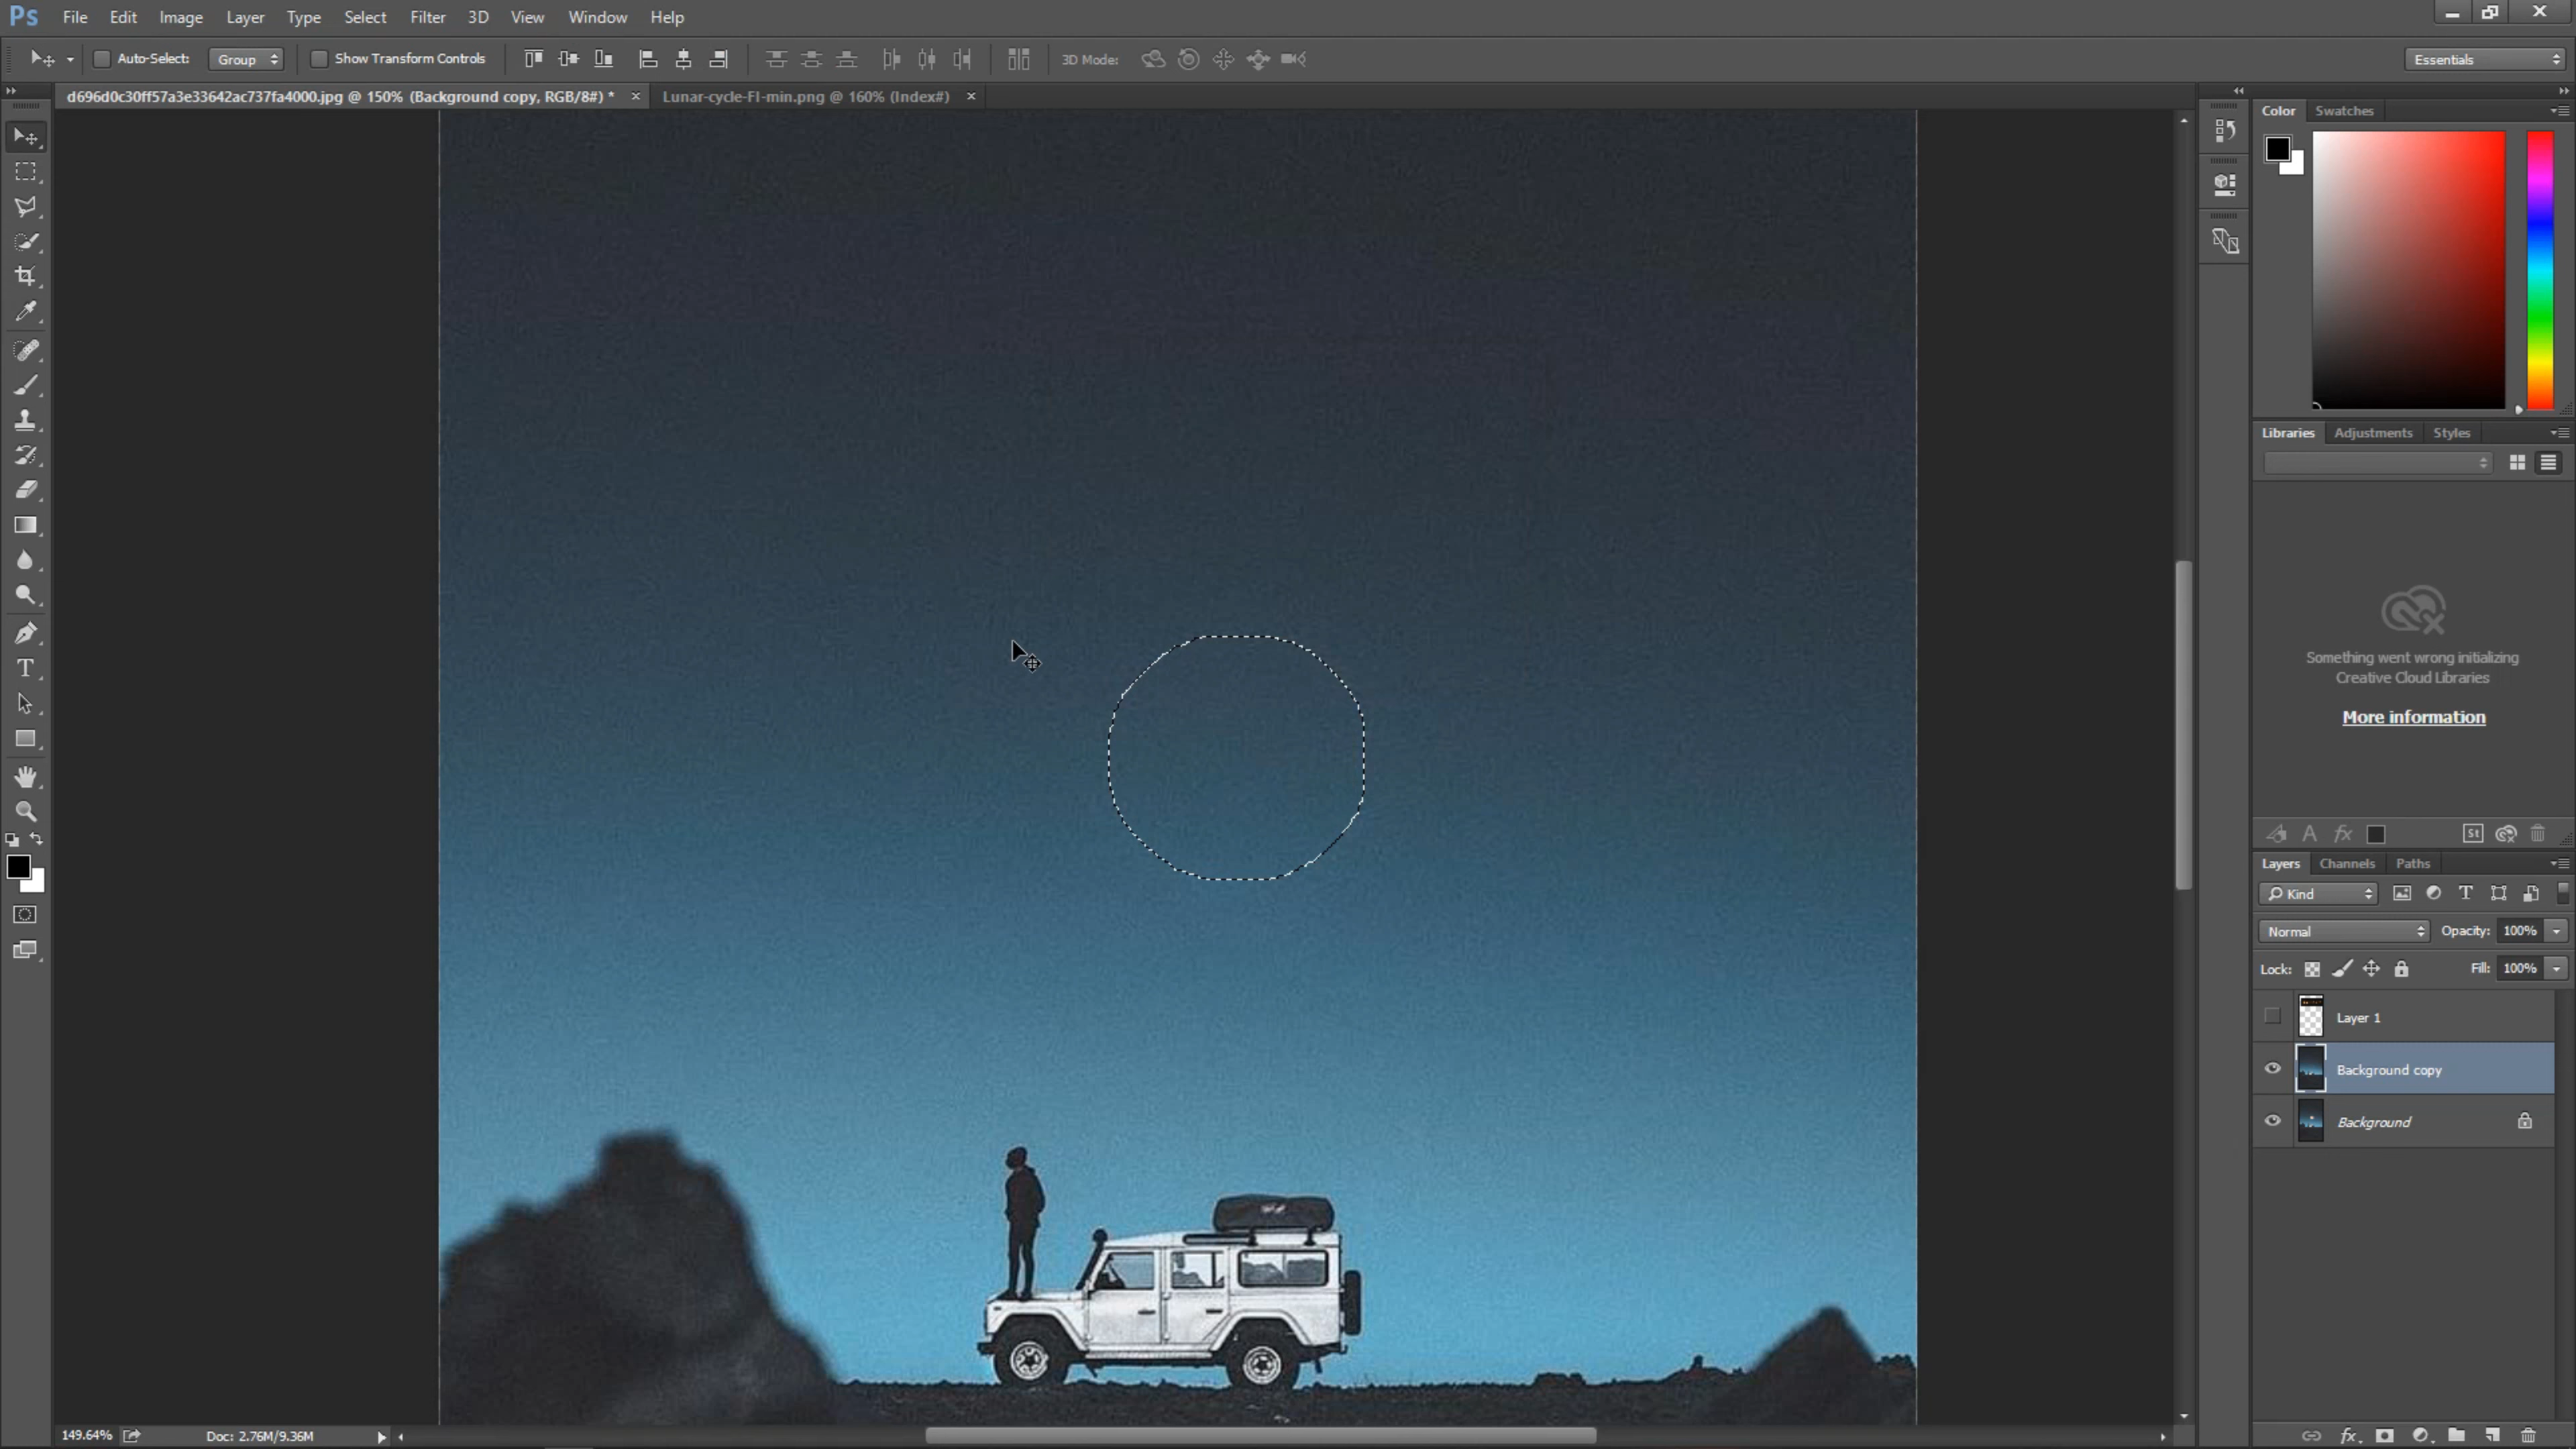 Ps File Edit Image Layer Type Select Filter 3D View Window Help
Auto-Select: Group Show Transform Controls 3D Mode: Essentials
d696d0c30ff57a3e33642ac737fa4000.jpg @ 150% (Background copy, RGB/8#) * × Lunar-cycle-FI-min.png @ 160% (Index#) ×
Color Swatches
Libraries Adjustments Styles
Something went wrong initializing
Creative Cloud Libraries
More information
A fx St
Layers Channels Paths
Kind T
Normal Opacity: 100%
Lock: Fill: 100%
Layer 1
Background copy
Background
T
149.64% Doc: 2.76M/9.36M fx